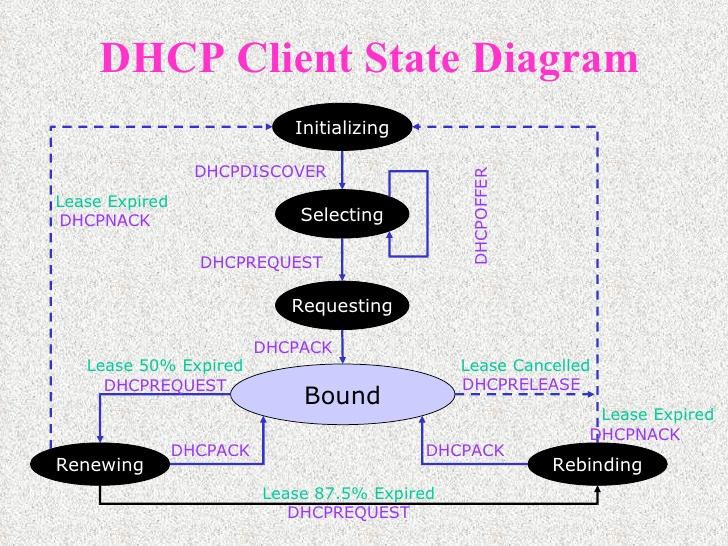 DHCP Client State Diagram
Initializing
DHCPDISCOVER
DHCPOFFER
Lease Expired
DHCPNACK
Selecting
DHCPREQUEST
Requesting
DHCPACK
Lease 50% Expired
DHCPREQUEST
Lease Cancelled
DHCPRELEASE
Bound
Lease Expired
DHCPNACK
DHCPACK
DHCPACK
Renewing
Rebinding
Lease 87.5% Expired
DHCPREQUEST